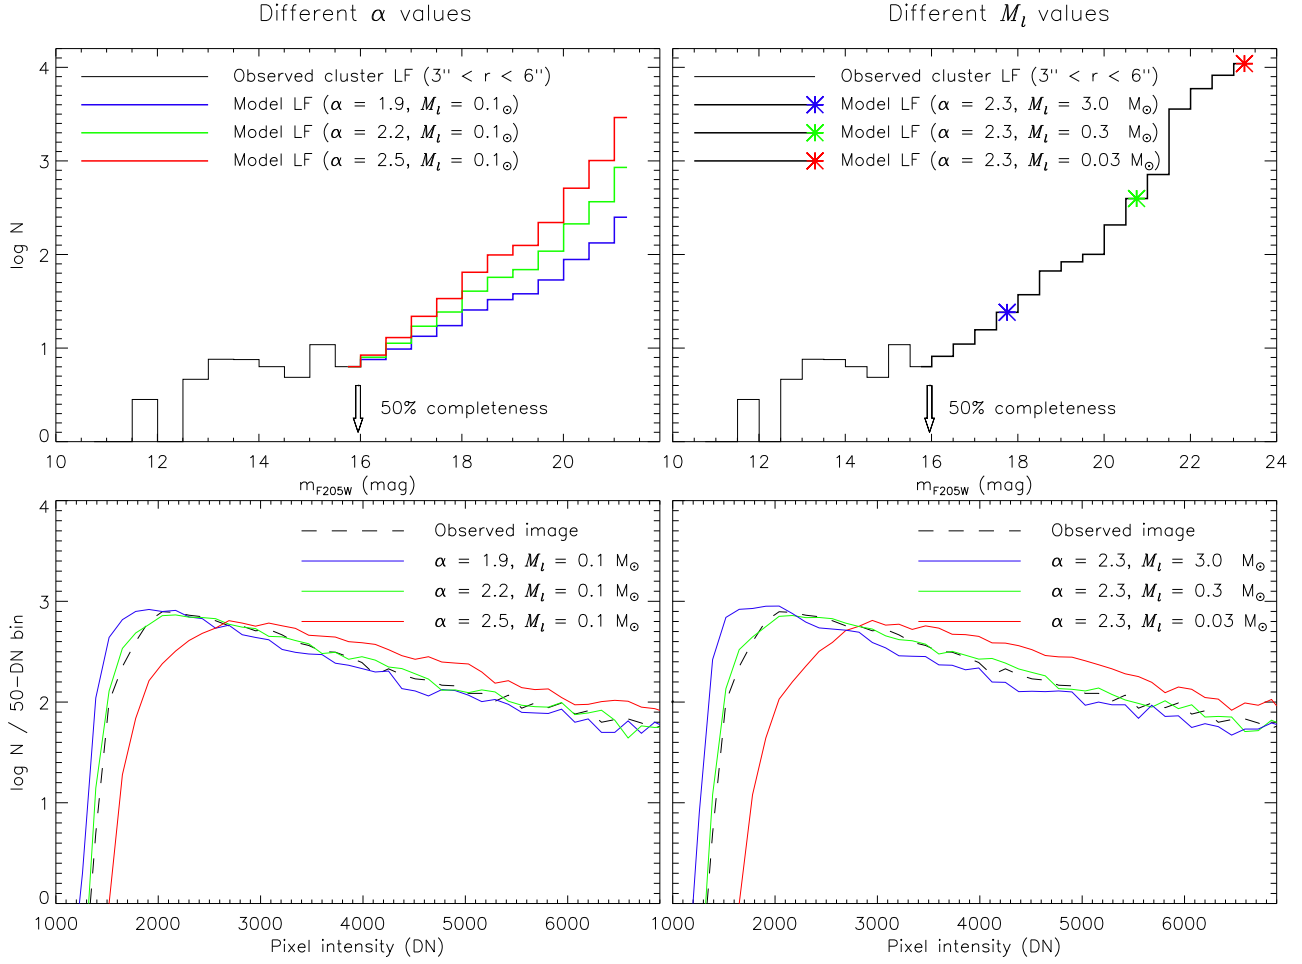 Different α values
Different M_l values
Observed cluster LF (3" < r < 6")
Model LF (α = 1.9, M_l = 0.1⊙)
Model LF (α = 2.2, M_l = 0.1⊙)
Model LF (α = 2.5, M_l = 0.1⊙)
50% completeness
log N
4
3
2
1
0
10 12 14 16 18 20
m_F205W (mag)
Observed cluster LF (3" < r < 6")
Model LF (α = 2.3, M_l = 3.0 M⊙)
Model LF (α = 2.3, M_l = 0.3 M⊙)
Model LF (α = 2.3, M_l = 0.03 M⊙)
50% completeness
10 12 14 16 18 20 22 24
m_F205W (mag)
Observed image
α = 1.9, M_l = 0.1 M⊙
α = 2.2, M_l = 0.1 M⊙
α = 2.5, M_l = 0.1 M⊙
log N / 50-DN bin
4
3
2
1
0
1000 2000 3000 4000 5000 6000
Pixel intensity (DN)
Observed image
α = 2.3, M_l = 3.0 M⊙
α = 2.3, M_l = 0.3 M⊙
α = 2.3, M_l = 0.03 M⊙
1000 2000 3000 4000 5000 6000
Pixel intensity (DN)